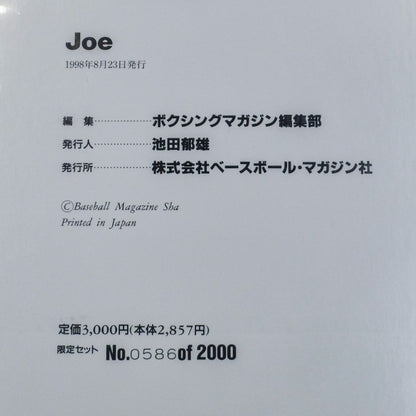 Joe
1998年8月23日発行
編 集……………ボクシングマガジン編集部
発行人……………池田郁雄
発行所……………株式会社ベースボール・マガジン社
©Baseball Magazine Sha
Printed in Japan
定価3,000円(本体2,857円)
限定セット No.0586of 2000